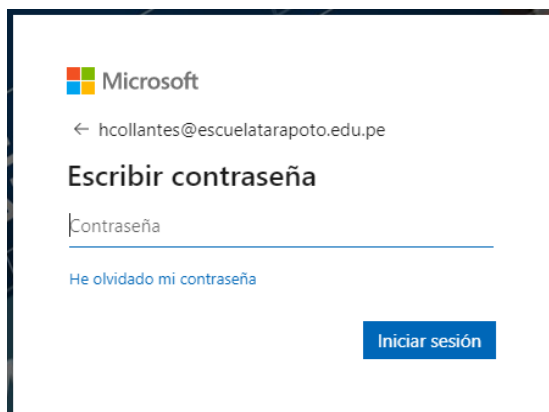 Microsoft
← hcollantes@escuelatarapoto.edu.pe
Escribir contraseña
Contraseña
He olvidado mi contraseña
Iniciar sesión